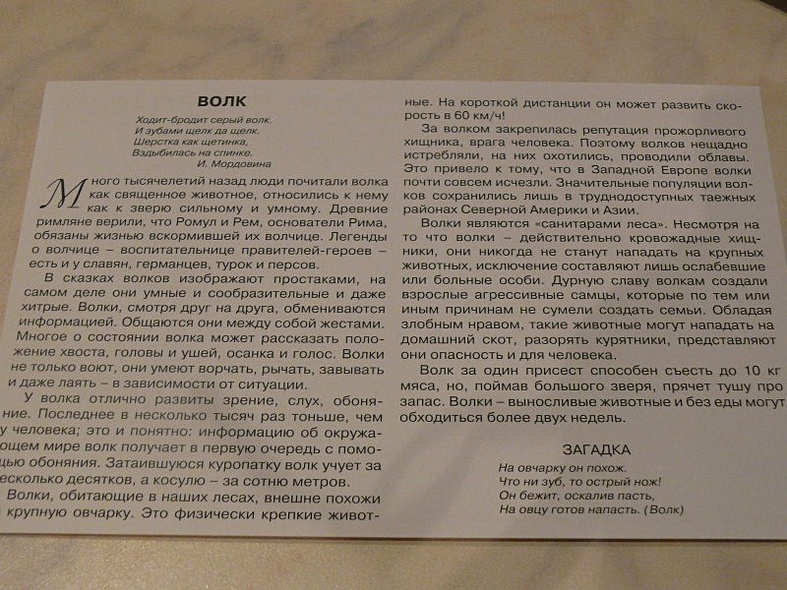 ВОЛК
Ходит-бродит серый волк.
И зубами щелк да щелк.
Шерстка как щетинка,
Вздыбилась на спинке.
И. Мордовина
Много тысячелетий назад люди почитали волка
как священное животное, относились к нему
как к зверю сильному и умному. Древние
римляне верили, что Ромул и Рем, основатели Рима,
обязаны жизнью вскормившей их волчице. Легенды
о волчице – воспитательнице правителей-героев –
есть и у славян, германцев, турок и персов.
В сказках волков изображают простаками, на
самом деле они умные и сообразительные и даже
хитрые. Волки, смотря друг на друга, обмениваются
информацией. Общаются они между собой жестами.
Многое о состоянии волка может рассказать поло-
жение хвоста, головы и ушей, осанка и голос. Волки
не только воют, они умеют ворчать, рычать, завывать
и даже лаять – в зависимости от ситуации.
У волка отлично развиты зрение, слух, обоня-
ние. Последнее в несколько тысяч раз тоньше, чем
у человека; это и понятно: информацию об окружа-
ющем мире волк получает в первую очередь с помо-
щью обоняния. Затаившуюся куропатку волк учует за
несколько десятков, а косулю – за сотню метров.
Волки, обитающие в наших лесах, внешне похожи
крупную овчарку. Это физически крепкие живот-
ные. На короткой дистанции он может развить ско-
рость в 60 км/ч!
За волком закрепилась репутация прожорливого
хищника, врага человека. Поэтому волков нещадно
истребляли, на них охотились, проводили облавы.
Это привело к тому, что в Западной Европе волки
почти совсем исчезли. Значительные популяции вол-
ков сохранились лишь в труднодоступных таежных
районах Северной Америки и Азии.
Волки являются «санитарами леса». Несмотря на
то что волки – действительно кровожадные хищ-
ники, они никогда не станут нападать на крупных
животных, исключение составляют лишь ослабевшие
или больные особи. Дурную славу волкам создали
взрослые агрессивные самцы, которые по тем или
иным причинам не сумели создать семьи. Обладая
злобным нравом, такие животные могут нападать на
домашний скот, разорять курятники, представляют
они опасность и для человека.
Волк за один присест способен съесть до 10 кг
мяса, но, поймав большого зверя, прячет тушу про
запас. Волки – выносливые животные и без еды могут
обходиться более двух недель.
ЗАГАДКА
На овчарку он похож.
Что ни зуб, то острый нож!
Он бежит, оскалив пасть,
На овцу готов напасть. (Волк)